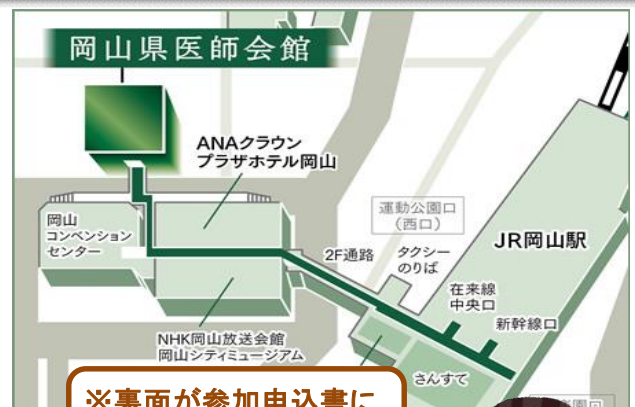 岡山県医師会館
ANAクラウン
プラザホテル岡山
運動公園口
(西口)
JR岡山駅
岡山
コンベンション
センター
2F通路
タクシー
のりば
在来線
中央口
新幹線口
NHK岡山放送会館
岡山シティミュージアム
さんすて
※裏面が参加申込書に